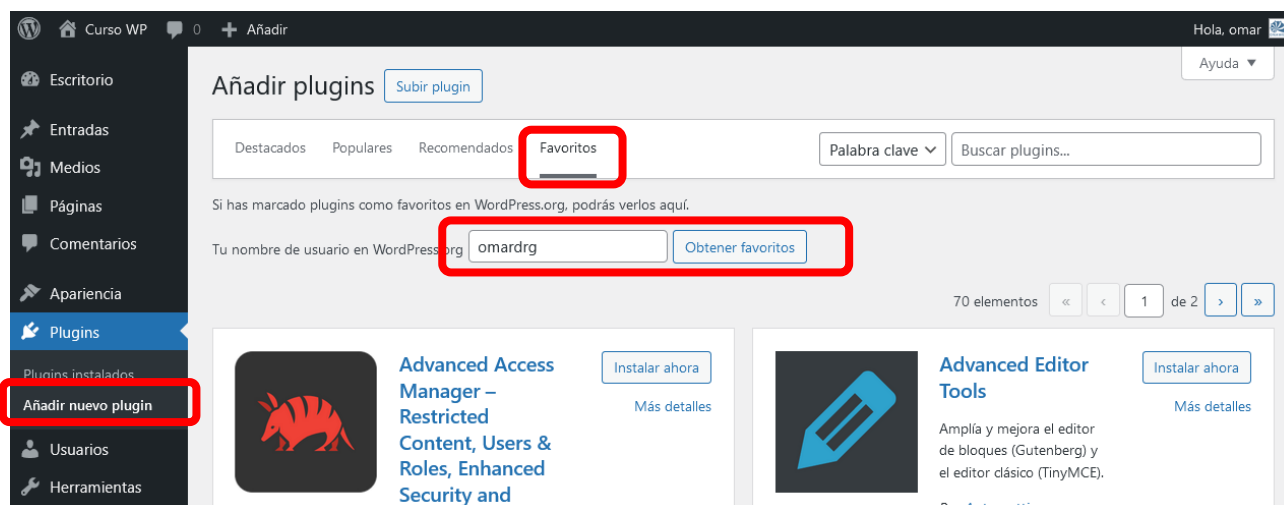 Curso WP 0 Añadir Hola, omar
Ayuda
Escritorio
Entradas
Medios
Páginas
Comentarios
Apariencia
Plugins
Plugins instalados
Añadir nuevo plugin
Usuarios
Herramientas
Añadir plugins Subir plugin
Destacados Populares Recomendados Favoritos Palabra clave Buscar plugins...
Si has marcado plugins como favoritos en WordPress.org, podrás verlos aquí.
Tu nombre de usuario en WordPress.org omardrg Obtener favoritos
70 elementos « ‹ 1 de 2 › »
Advanced Access
Manager –
Restricted
Content, Users &
Roles, Enhanced
Security and
Instalar ahora
Más detalles
Advanced Editor
Tools
Instalar ahora
Más detalles
Amplía y mejora el editor
de bloques (Gutenberg) y
el editor clásico (TinyMCE).